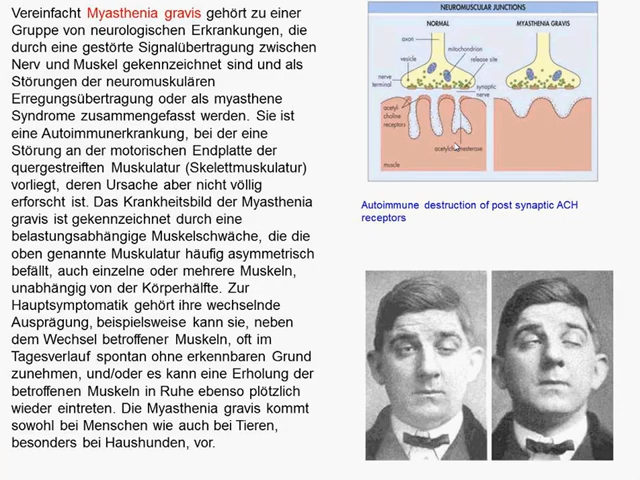 Vereinfacht Myasthenia gravis gehört zu einer
Gruppe von neurologischen Erkrankungen, die
durch eine gestörte Signalübertragung zwischen
Nerv und Muskel gekennzeichnet sind und als
Störungen der neuromuskulären
Erregungsübertragung oder als myasthene
Syndrome zusammengefasst werden. Sie ist
eine Autoimmunerkrankung, bei der eine
Störung an der motorischen Endplatte der
quergestreiften Muskulatur (Skelettmuskulatur)
vorliegt, deren Ursache aber nicht völlig
erforscht ist. Das Krankheitsbild der Myasthenia
gravis ist gekennzeichnet durch eine
belastungsabhängige Muskelschwäche, die die
oben genannte Muskulatur häufig asymmetrisch
befällt, auch einzelne oder mehrere Muskeln,
unabhängig von der Körperhälfte. Zur
Hauptsymptomatik gehört ihre wechselnde
Ausprägung, beispielsweise kann sie, neben
dem Wechsel betroffener Muskeln, oft im
Tagesverlauf spontan ohne erkennbaren Grund
zunehmen, und/oder es kann eine Erholung der
betroffenen Muskeln in Ruhe ebenso plötzlich
wieder eintreten. Die Myasthenia gravis kommt
sowohl bei Menschen wie auch bei Tieren,
besonders bei Haushunden, vor.
NEUROMUSCULAR JUNCTIONS
NORMAL
MYASTHENIA GRAVIS
axon
mitochondrion
vesicle
release site
nerve
terminal
synaptic
nerve
acetyl
choline
receptors
acetylcholinesterase
muscle
Autoimmune destruction of post synaptic ACH
receptors